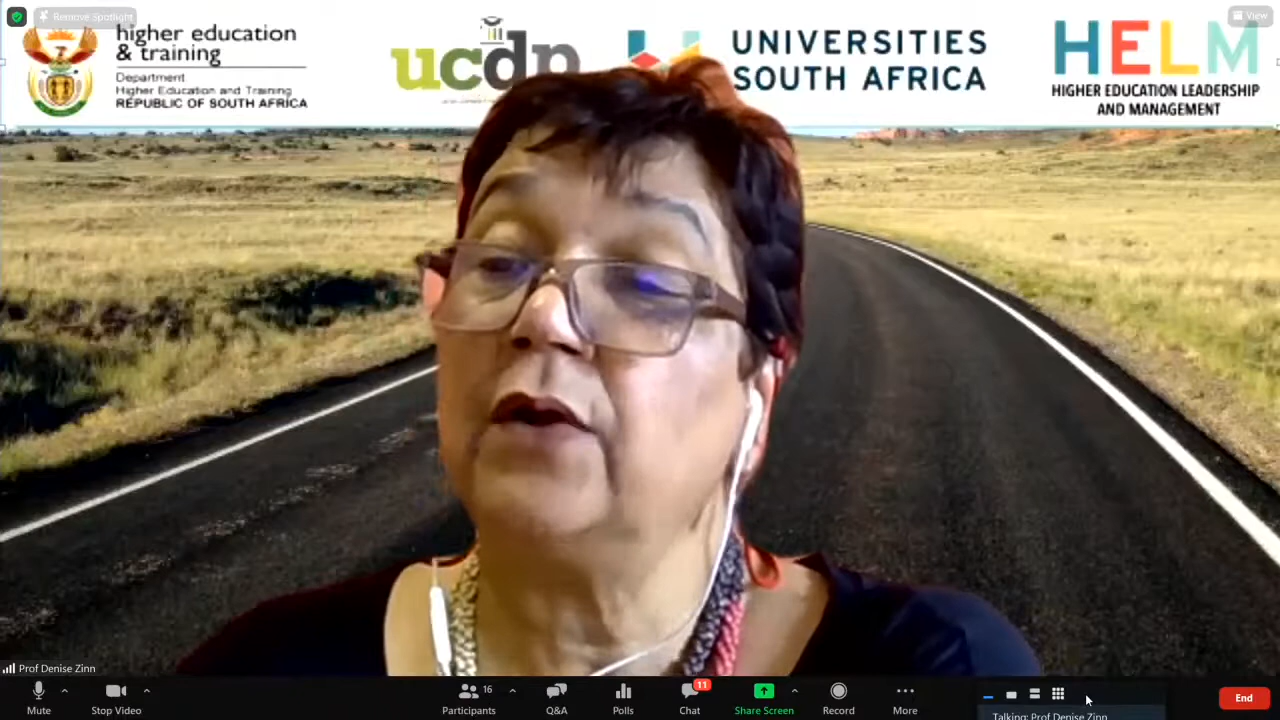 Remove Spotlight
View
higher education
& training
Department
Higher Education and Training
REPUBLIC OF SOUTH AFRICA
ucdp
UNIVERSITIES
SOUTH AFRICA
HELM
HIGHER EDUCATION LEADERSHIP
AND MANAGEMENT
Prof Denise Zinn
Mute
Stop Video
16
Participants
Q&A
Polls
11
Chat
Share Screen
Record
More
Talking: Prof Denise Zinn
End